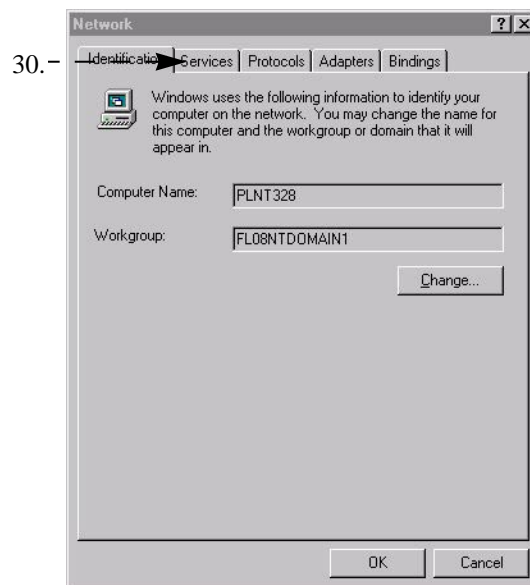 Network
30.
Identification Services Protocols Adapters Bindings
Windows uses the following information to identify your
computer on the network. You may change the name for
this computer and the workgroup or domain that it will
appear in.
Computer Name: PLNT328
Workgroup: FL08NTDOMAIN1
Change...
OK Cancel